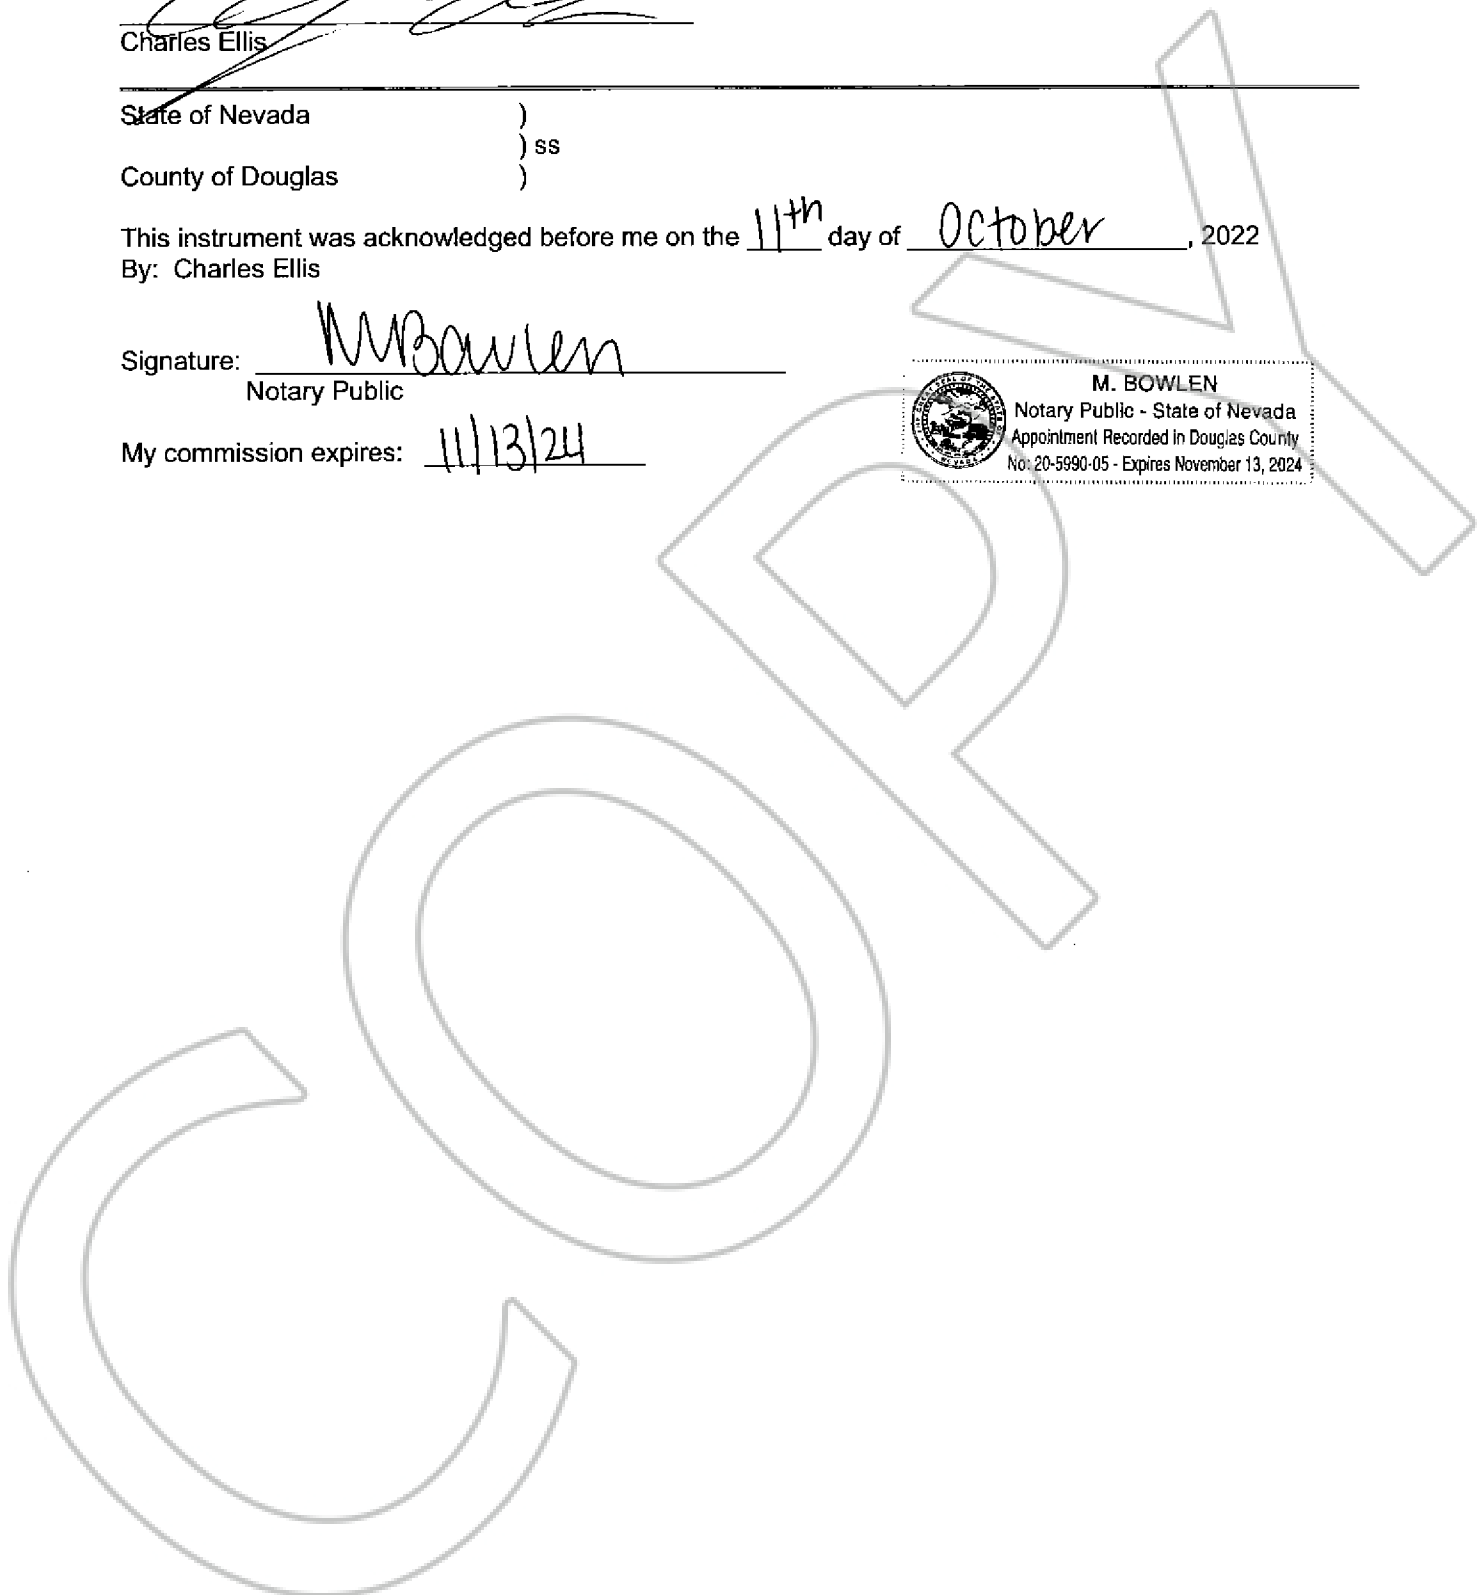 Charles Ellis
State of Nevada )
) ss
County of Douglas )
This instrument was acknowledged before me on the 11th day of October, 2022
By: Charles Ellis
Signature: MBowlen
Notary Public
M. BOWLEN
Notary Public - State of Nevada
Appointment Recorded in Douglas County
No: 20-5990-05 - Expires November 13, 2024
My commission expires: 11/13/24
COPY